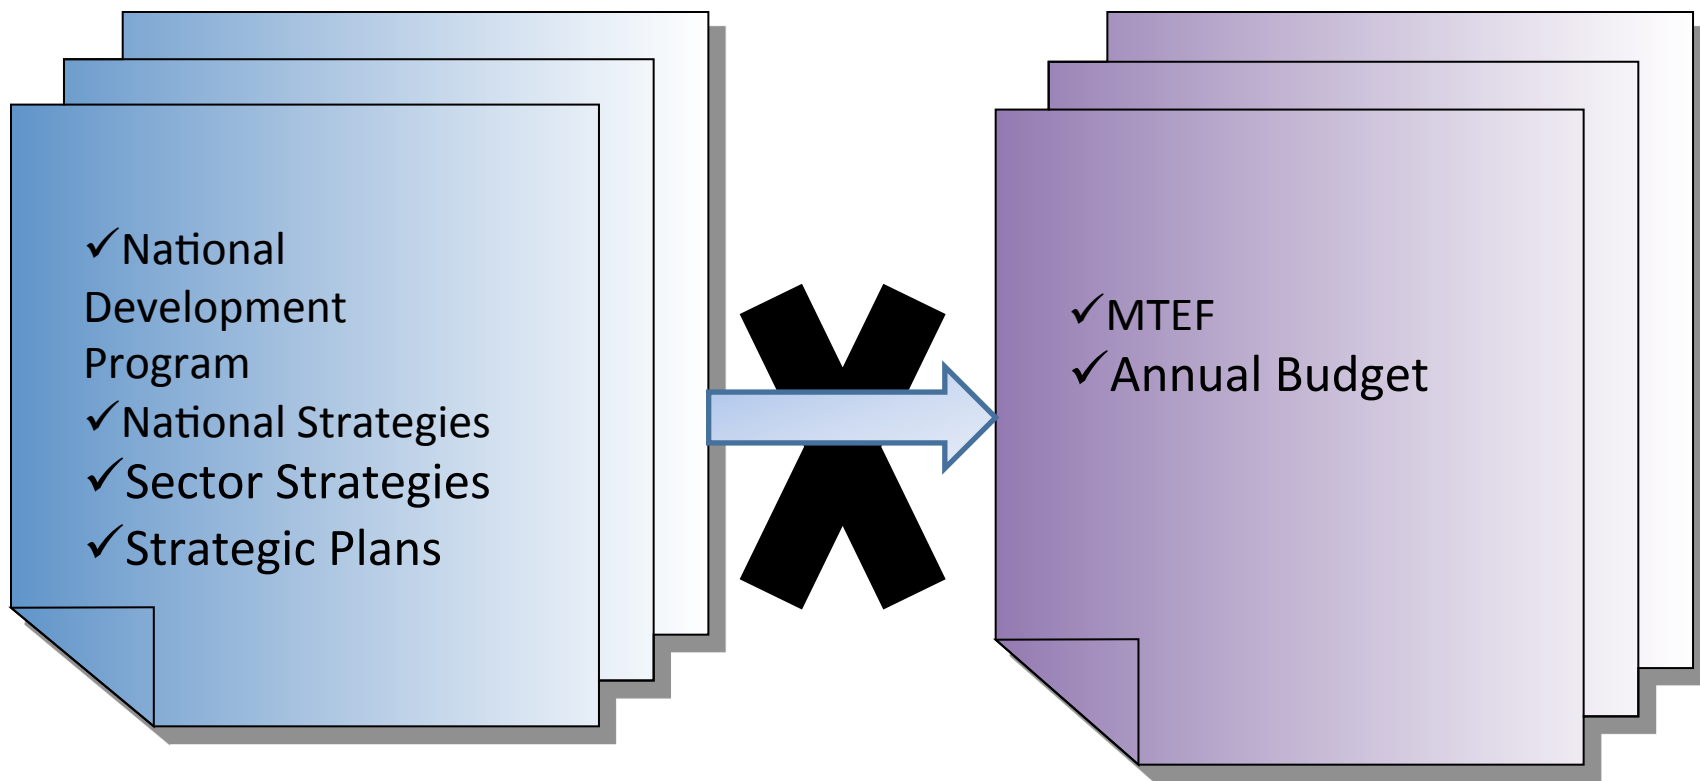 ✓National
Development
Program
✓National Strategies
✓Sector Strategies
✓Strategic Plans
✓MTEF
✓Annual Budget